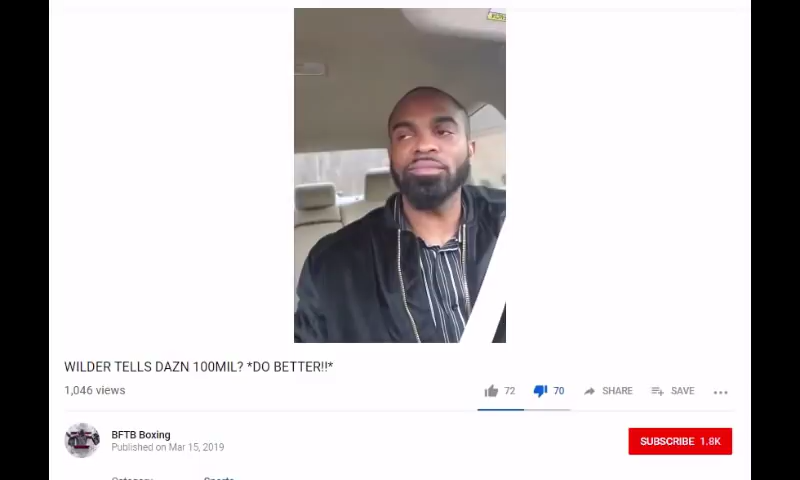 WILDER TELLS DAZN 100MIL? *DO BETTER!!*
1,046 views
72 70 SHARE SAVE
BFTB Boxing
Published on Mar 15, 2019
SUBSCRIBE 1.8K